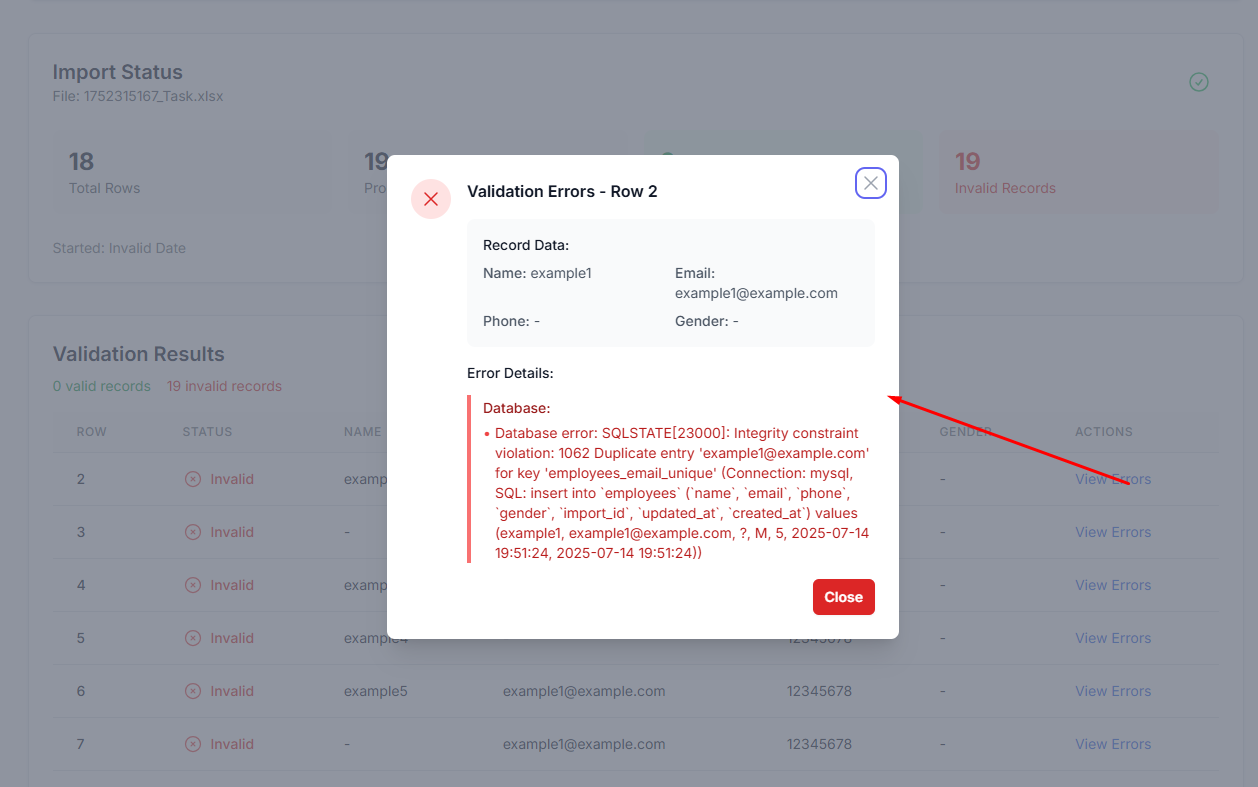 Import Status
File: 1752315167_Task.xlsx
18
Total Rows
19
19
Invalid Records
Started: Invalid Date
Validation Errors - Row 2
Record Data:
Name: example1
Email:
example1@example.com
Phone: -
Gender: -
Error Details:
Database:
• Database error: SQLSTATE[23000]: Integrity constraint
violation: 1062 Duplicate entry 'example1@example.com'
for key 'employees_email_unique' (Connection: mysql,
SQL: insert into `employees` (`name`, `email`, `phone`,
`gender`, `import_id`, `updated_at`, `created_at`) values
(example1, example1@example.com, ?, M, 5, 2025-07-14
19:51:24, 2025-07-14 19:51:24))
Close
Validation Results
0 valid records 19 invalid records
ROW STATUS NAME GENDER ACTIONS
2 Invalid examp - View Errors
3 Invalid - - View Errors
4 Invalid examp - View Errors
5 Invalid example4 12345678 - View Errors
6 Invalid example5 example1@example.com 12345678 - View Errors
7 Invalid - example1@example.com 12345678 - View Errors